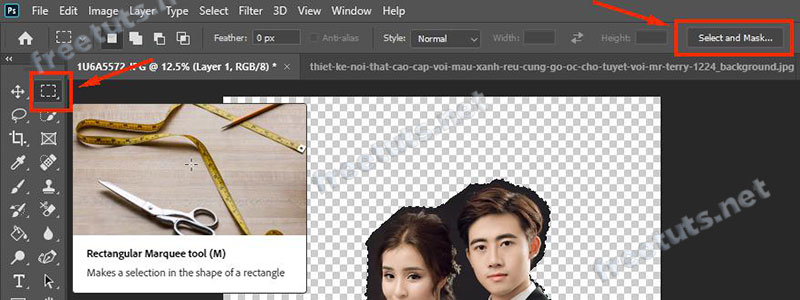 Ps File Edit Image Layer Type Select Filter 3D View Window Help
Feather: 0 px Anti-alias Style: Normal Width: Height: Select and Mask...
1U6A5572.JPG @ 12.5% (Layer 1, RGB/8) * × thiet-ke-noi-that-cao-cap-voi-mau-xanh-reu-cung-go-oc-cho-tuyet-voi-mr-terry-1224_background.jpg
freetuts.net
freetuts.net
freetuts.net
T
Rectangular Marquee tool (M)
Makes a selection in the shape of a rectangle